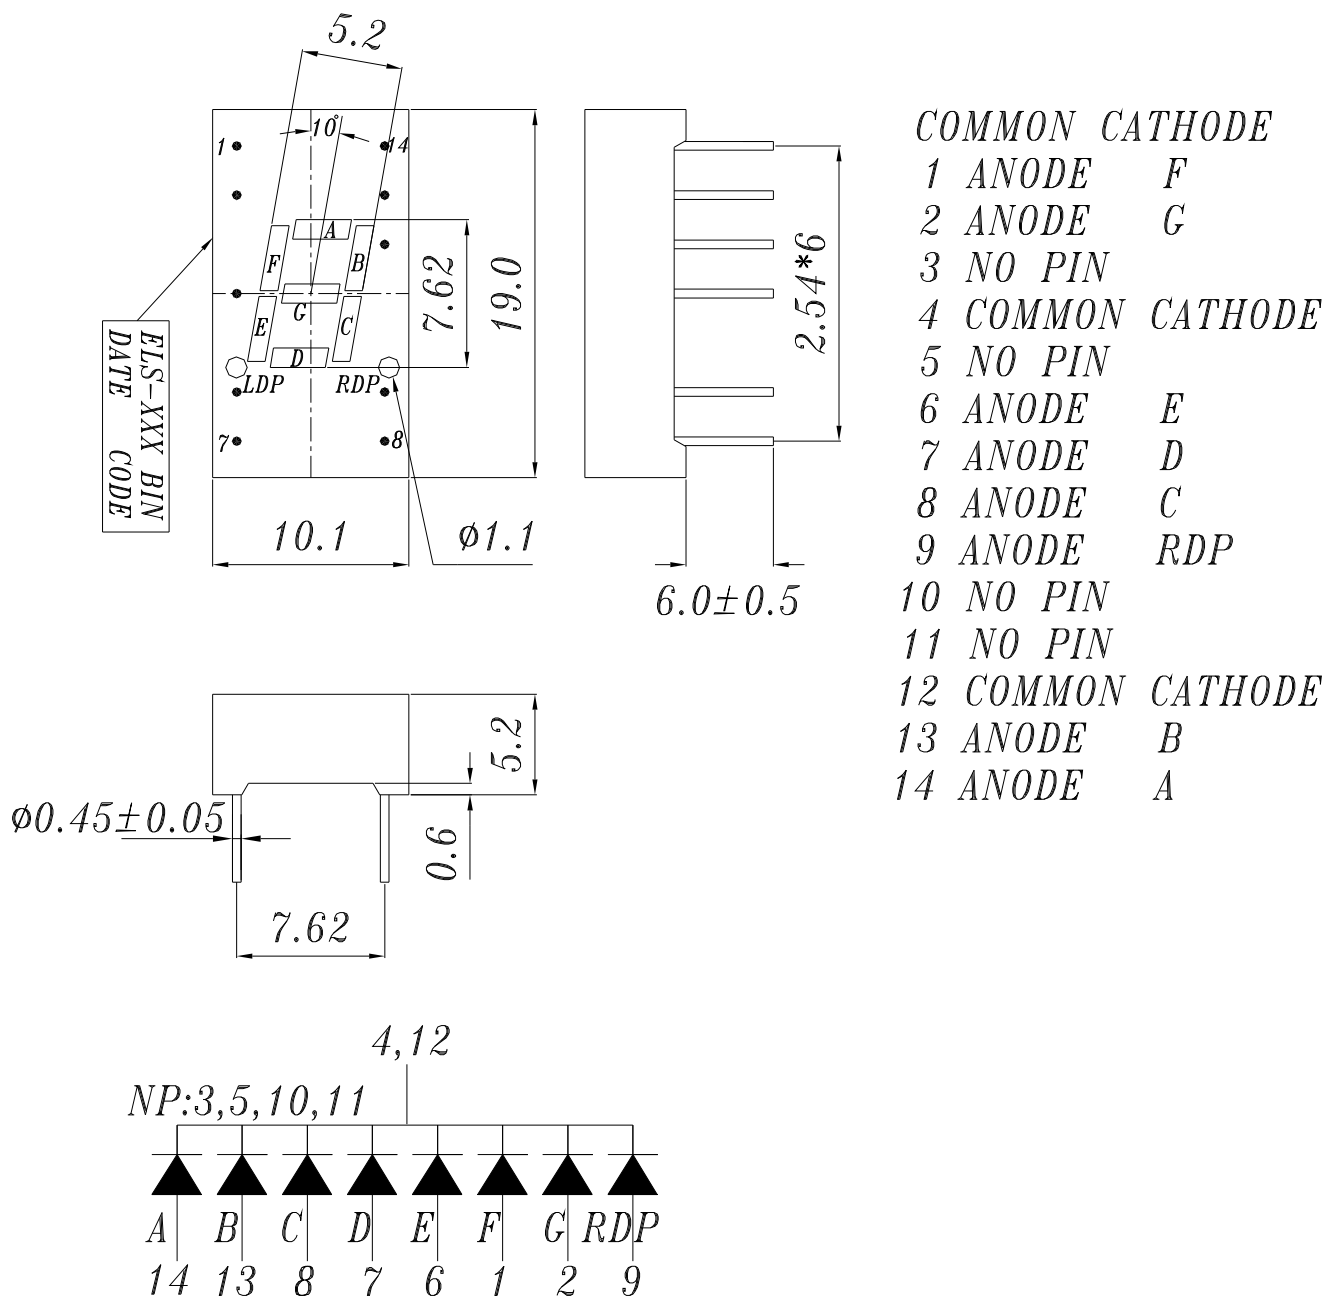 5.2
10°
1
14
A
F
B
G
E
C
D
LDP
RDP
7
8
7.62
19.0
10.1
ø1.1
ELS-XXX BIN
DATE CODE
2.54*6
6.0±0.5
COMMON CATHODE
1 ANODE F
2 ANODE G
3 NO PIN
4 COMMON CATHODE
5 NO PIN
6 ANODE E
7 ANODE D
8 ANODE C
9 ANODE RDP
10 NO PIN
11 NO PIN
12 COMMON CATHODE
13 ANODE B
14 ANODE A
5.2
ø0.45±0.05
0.6
7.62
4,12
NP:3,5,10,11
A B C D E F G RDP
14 13 8 7 6 1 2 9